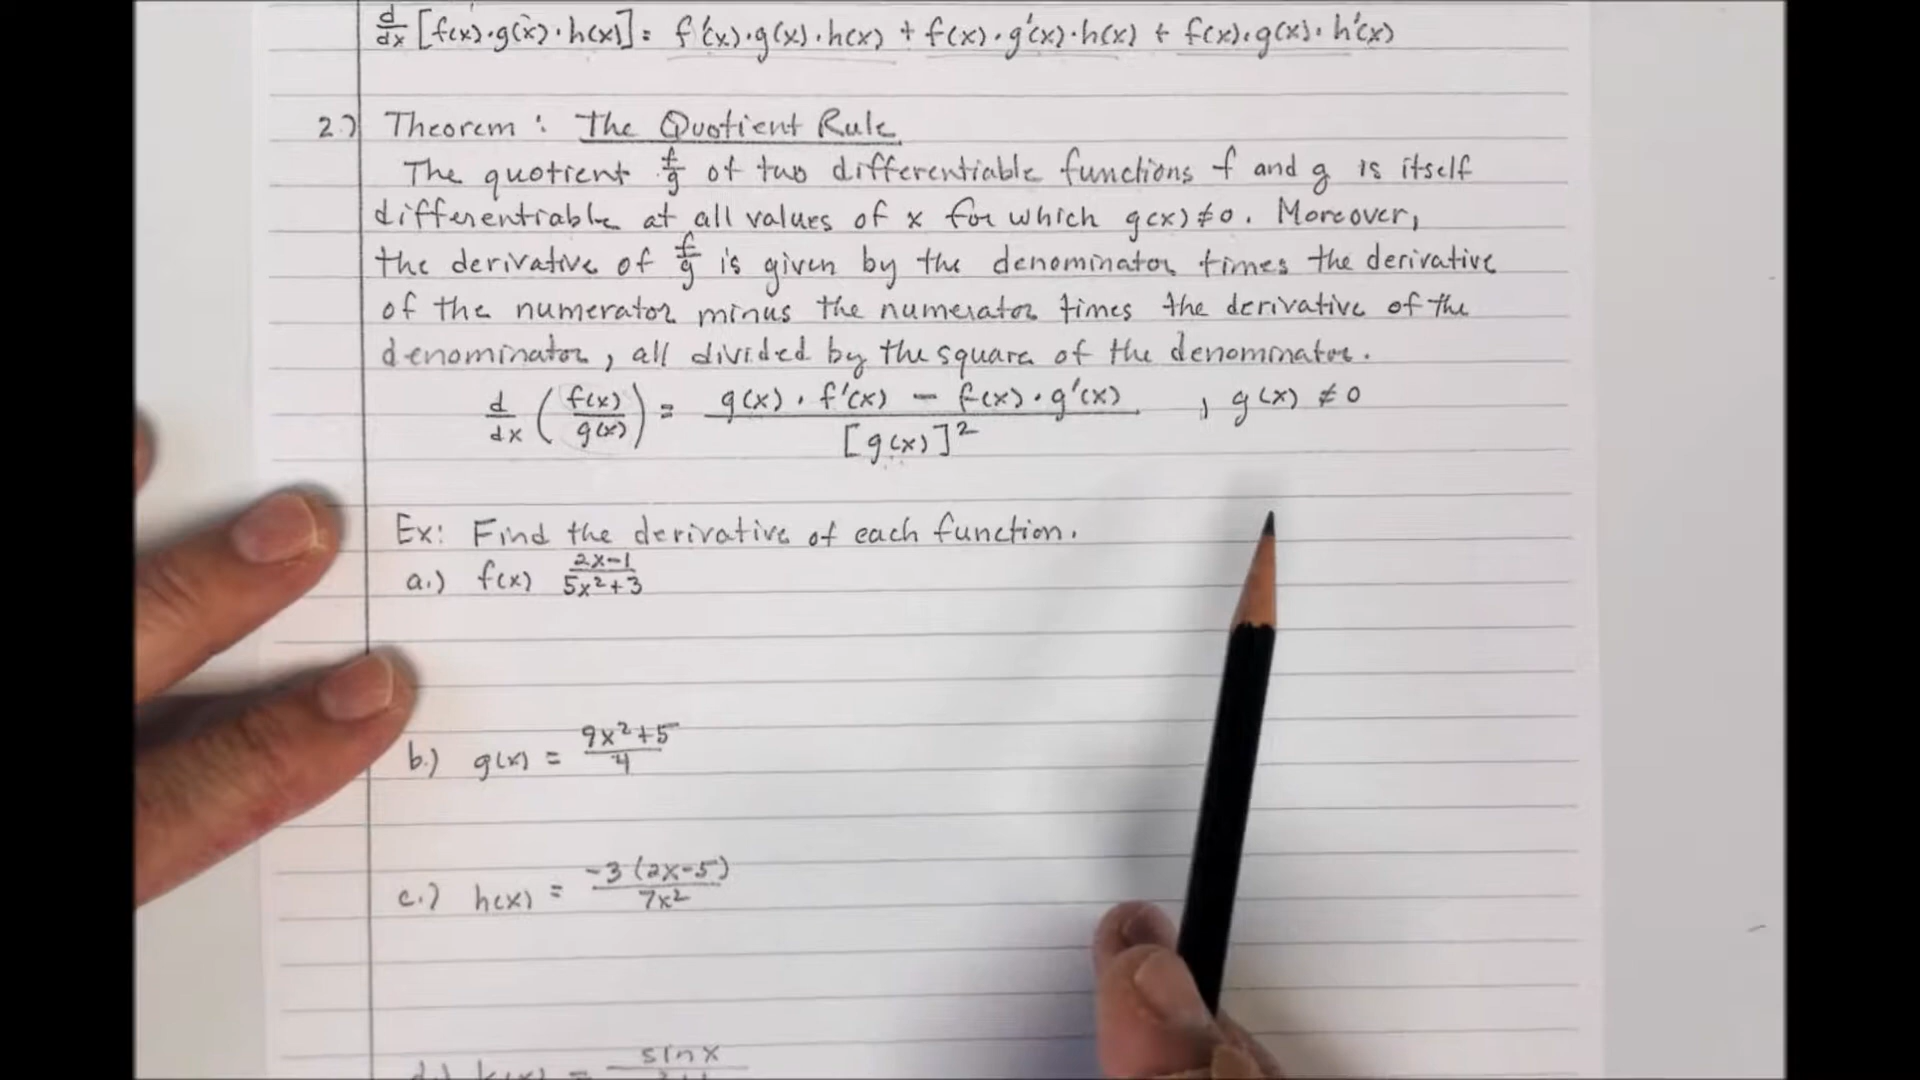 d/dx [f(x)·g(x)·h(x)] = f'(x)·g(x)·h(x) + f(x)·g'(x)·h(x) + f(x)·g(x)·h'(x)
2.) Theorem: The Quotient Rule
The quotient f/g of two differentiable functions f and g is itself
differentiable at all values of x for which g(x)≠0. Moreover,
the derivative of f/g is given by the denominator times the derivative
of the numerator minus the numerator times the derivative of the
denominator, all divided by the square of the denominator.
d/dx (f(x)/g(x)) = g(x)·f'(x) - f(x)·g'(x) / [g(x)]² , g(x) ≠ 0
Ex: Find the derivative of each function.
a.) f(x) 2x-1 / 5x²+3
b.) g(x) = 9x²+5 / 4
c.) h(x) = -3(2x-5) / 7x²
sin x